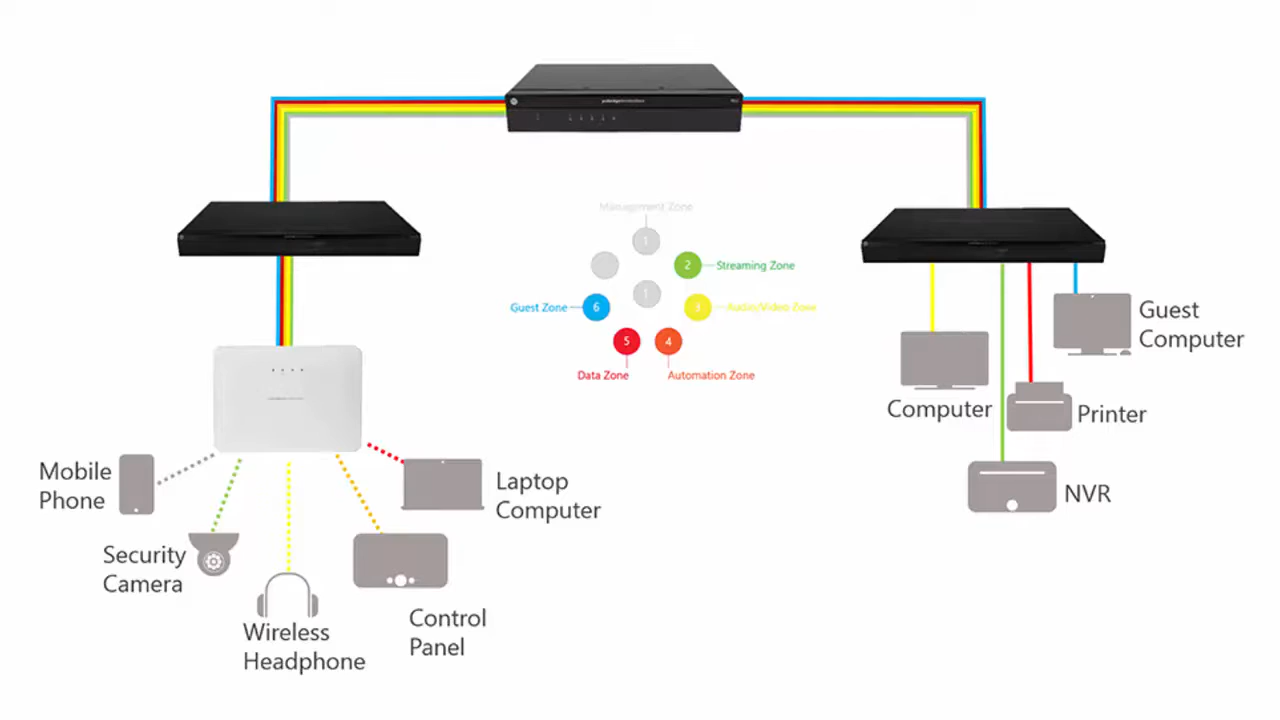 Management Zone
1
2
Streaming Zone
1
Guest Zone
6
3
Audio/Video Zone
5
4
Data Zone
Automation Zone
Guest
Computer
Computer
Printer
NVR
Mobile
Phone
Laptop
Computer
Security
Camera
Control
Panel
Wireless
Headphone